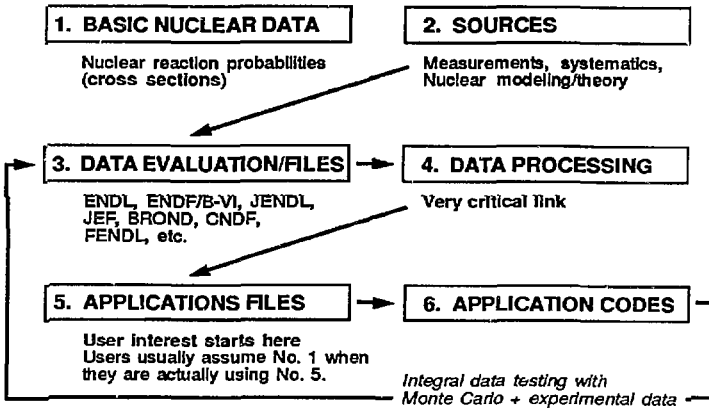 1. BASIC NUCLEAR DATA
2. SOURCES
Nuclear reaction probabilities
(cross sections)
Measurements, systematics,
Nuclear modeling/theory
3. DATA EVALUATION/FILES
4. DATA PROCESSING
ENDL, ENDF/B-VI, JENDL,
JEF, BROND, CNDF,
FENDL, etc.
Very critical link
5. APPLICATIONS FILES
6. APPLICATION CODES
User interest starts here
Users usually assume No. 1 when
they are actually using No. 5.
Integral data testing with
Monte Carlo + experimental data